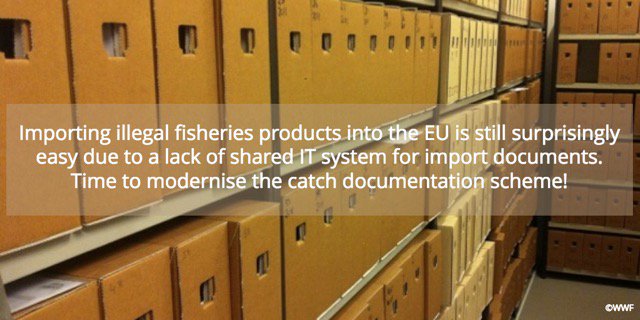 Importing illegal fisheries products into the EU is still surprisingly
easy due to a lack of shared IT system for import documents.
Time to modernise the catch documentation scheme!
©WWF